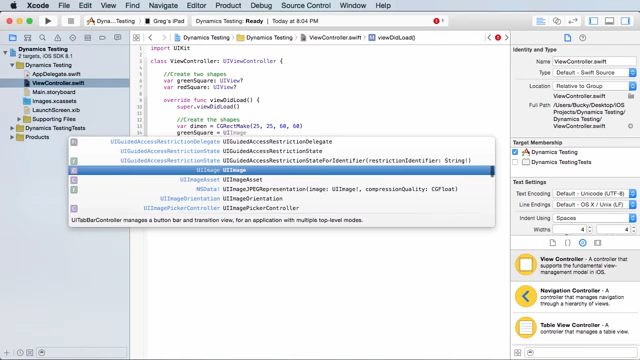 Xcode File Edit View Find Navigate Editor Product Debug Source Control Window Help
Dynamics Testing: Ready Today at 8:04 PM 1
Dyna...sting Greg's iPad
Dynamics Testing Dynamics Testing ViewController.swift viewDidLoad()
Dynamics Testing
2 targets, iOS SDK 8.1
Dynamics Testing
AppDelegate.swift
ViewController.swift
Main.storyboard
Images.xcassets
LaunchScreen.xib
Supporting Files
Dynamics TestingTests
Products
import UIKit
class ViewController: UIViewController {
//Create two shapes
var greenSquare: UIView?
var redSquare: UIView?
override func viewDidLoad() {
super.viewDidLoad()
//Create the shapes
var dimen = CGRectMake(25, 25, 60, 60)
greenSquare = UIImage
UIGuidedAccessRestrictionDelegate UIGuidedAccessRestrictionDelegate
UIGuidedAccessRestrictionState UIGuidedAccessRestrictionState
UIGuidedAccessRestrictionState UIGuidedAccessRestrictionStateForIdentifier(restrictionIdentifier: String!)
UIImage UIImage
UIImageAsset UIImageAsset
NSData! UIImageJPEGRepresentation(image: UIImage!, compressionQuality: CGFloat)
UIImageOrientation UIImageOrientation
UIImagePickerController UIImagePickerController
UITabBarController manages a button bar and transition view, for an application with multiple top-level modes.
Identity and Type
Name ViewController.swift
Type Default - Swift Source
Location Relative to Group
ViewController.swift
Full Path /Users/Bucky/Desktop/iOS
Projects/Dynamics
Testing/Dynamics
Testing/
ViewController.swift
Target Membership
Dynamics Testing
Dynamics TestingTests
Text Settings
Text Encoding Default - Unicode (UTF-8)
Line Endings Default - OS X / Unix (LF)
Indent Using Spaces
Widths 4 4
View Controller - A controller that supports the fundamental view-management model in iOS.
Navigation Controller - A controller that manages navigation through a hierarchy of views.
Table View Controller - A controller that manages a table view.